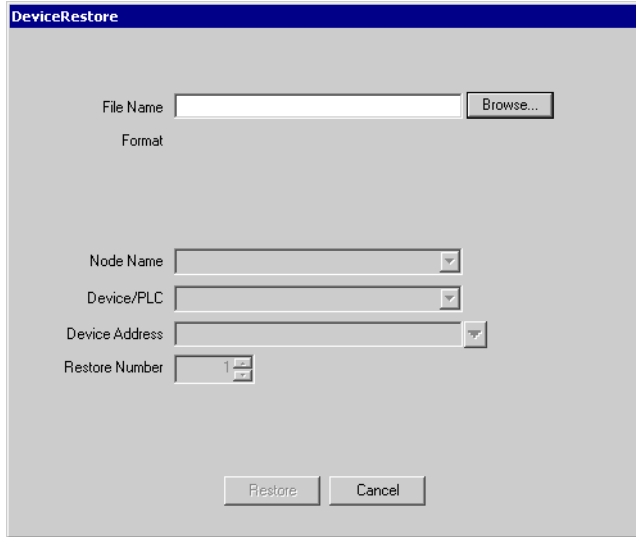 DeviceRestore
File Name
Browse...
Format
Node Name
Device/PLC
Device Address
Restore Number 1
Restore Cancel